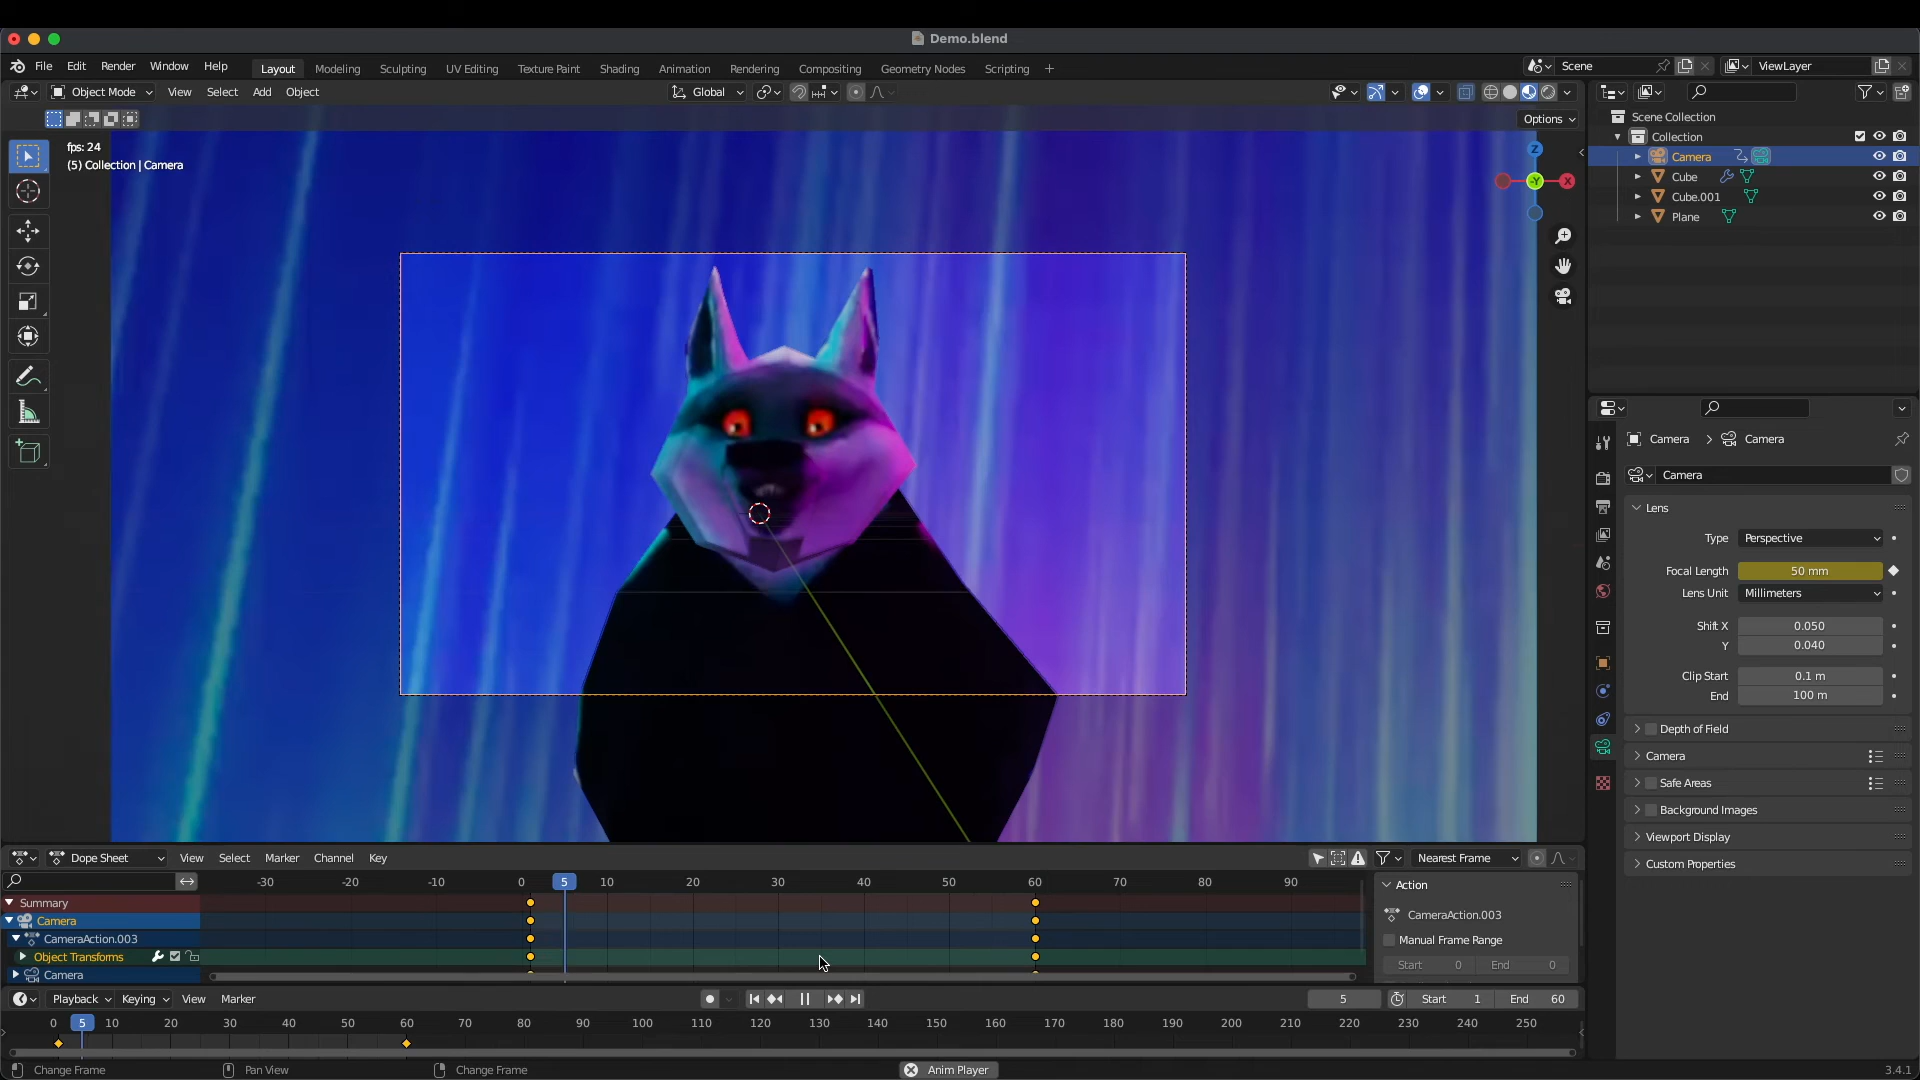 Demo.blend
File Edit Render Window Help Layout Modeling Sculpting UV Editing Texture Paint Shading Animation Rendering Compositing Geometry Nodes Scripting + Scene ViewLayer
Object Mode View Select Add Object Global
Options
fps: 24
(5) Collection | Camera
Z
-Y X
Scene Collection
Collection
Camera
Cube
Cube.001
Plane
Camera > Camera
Camera
Lens
Type Perspective
Focal Length 50 mm
Lens Unit Millimeters
Shift X 0.050
Y 0.040
Clip Start 0.1 m
End 100 m
Depth of Field
Camera
Safe Areas
Background Images
Viewport Display
Custom Properties
Dope Sheet View Select Marker Channel Key Nearest Frame
-30 -20 -10 0 5 10 20 30 40 50 60 70 80 90
Summary
Camera
CameraAction.003
Object Transforms
Camera
Action
CameraAction.003
Manual Frame Range
Start 0 End 0
Playback Keying View Marker 5 Start 1 End 60
0 5 10 20 30 40 50 60 70 80 90 100 110 120 130 140 150 160 170 180 190 200 210 220 230 240 250
Change Frame Pan View Change Frame Anim Player 3.4.1